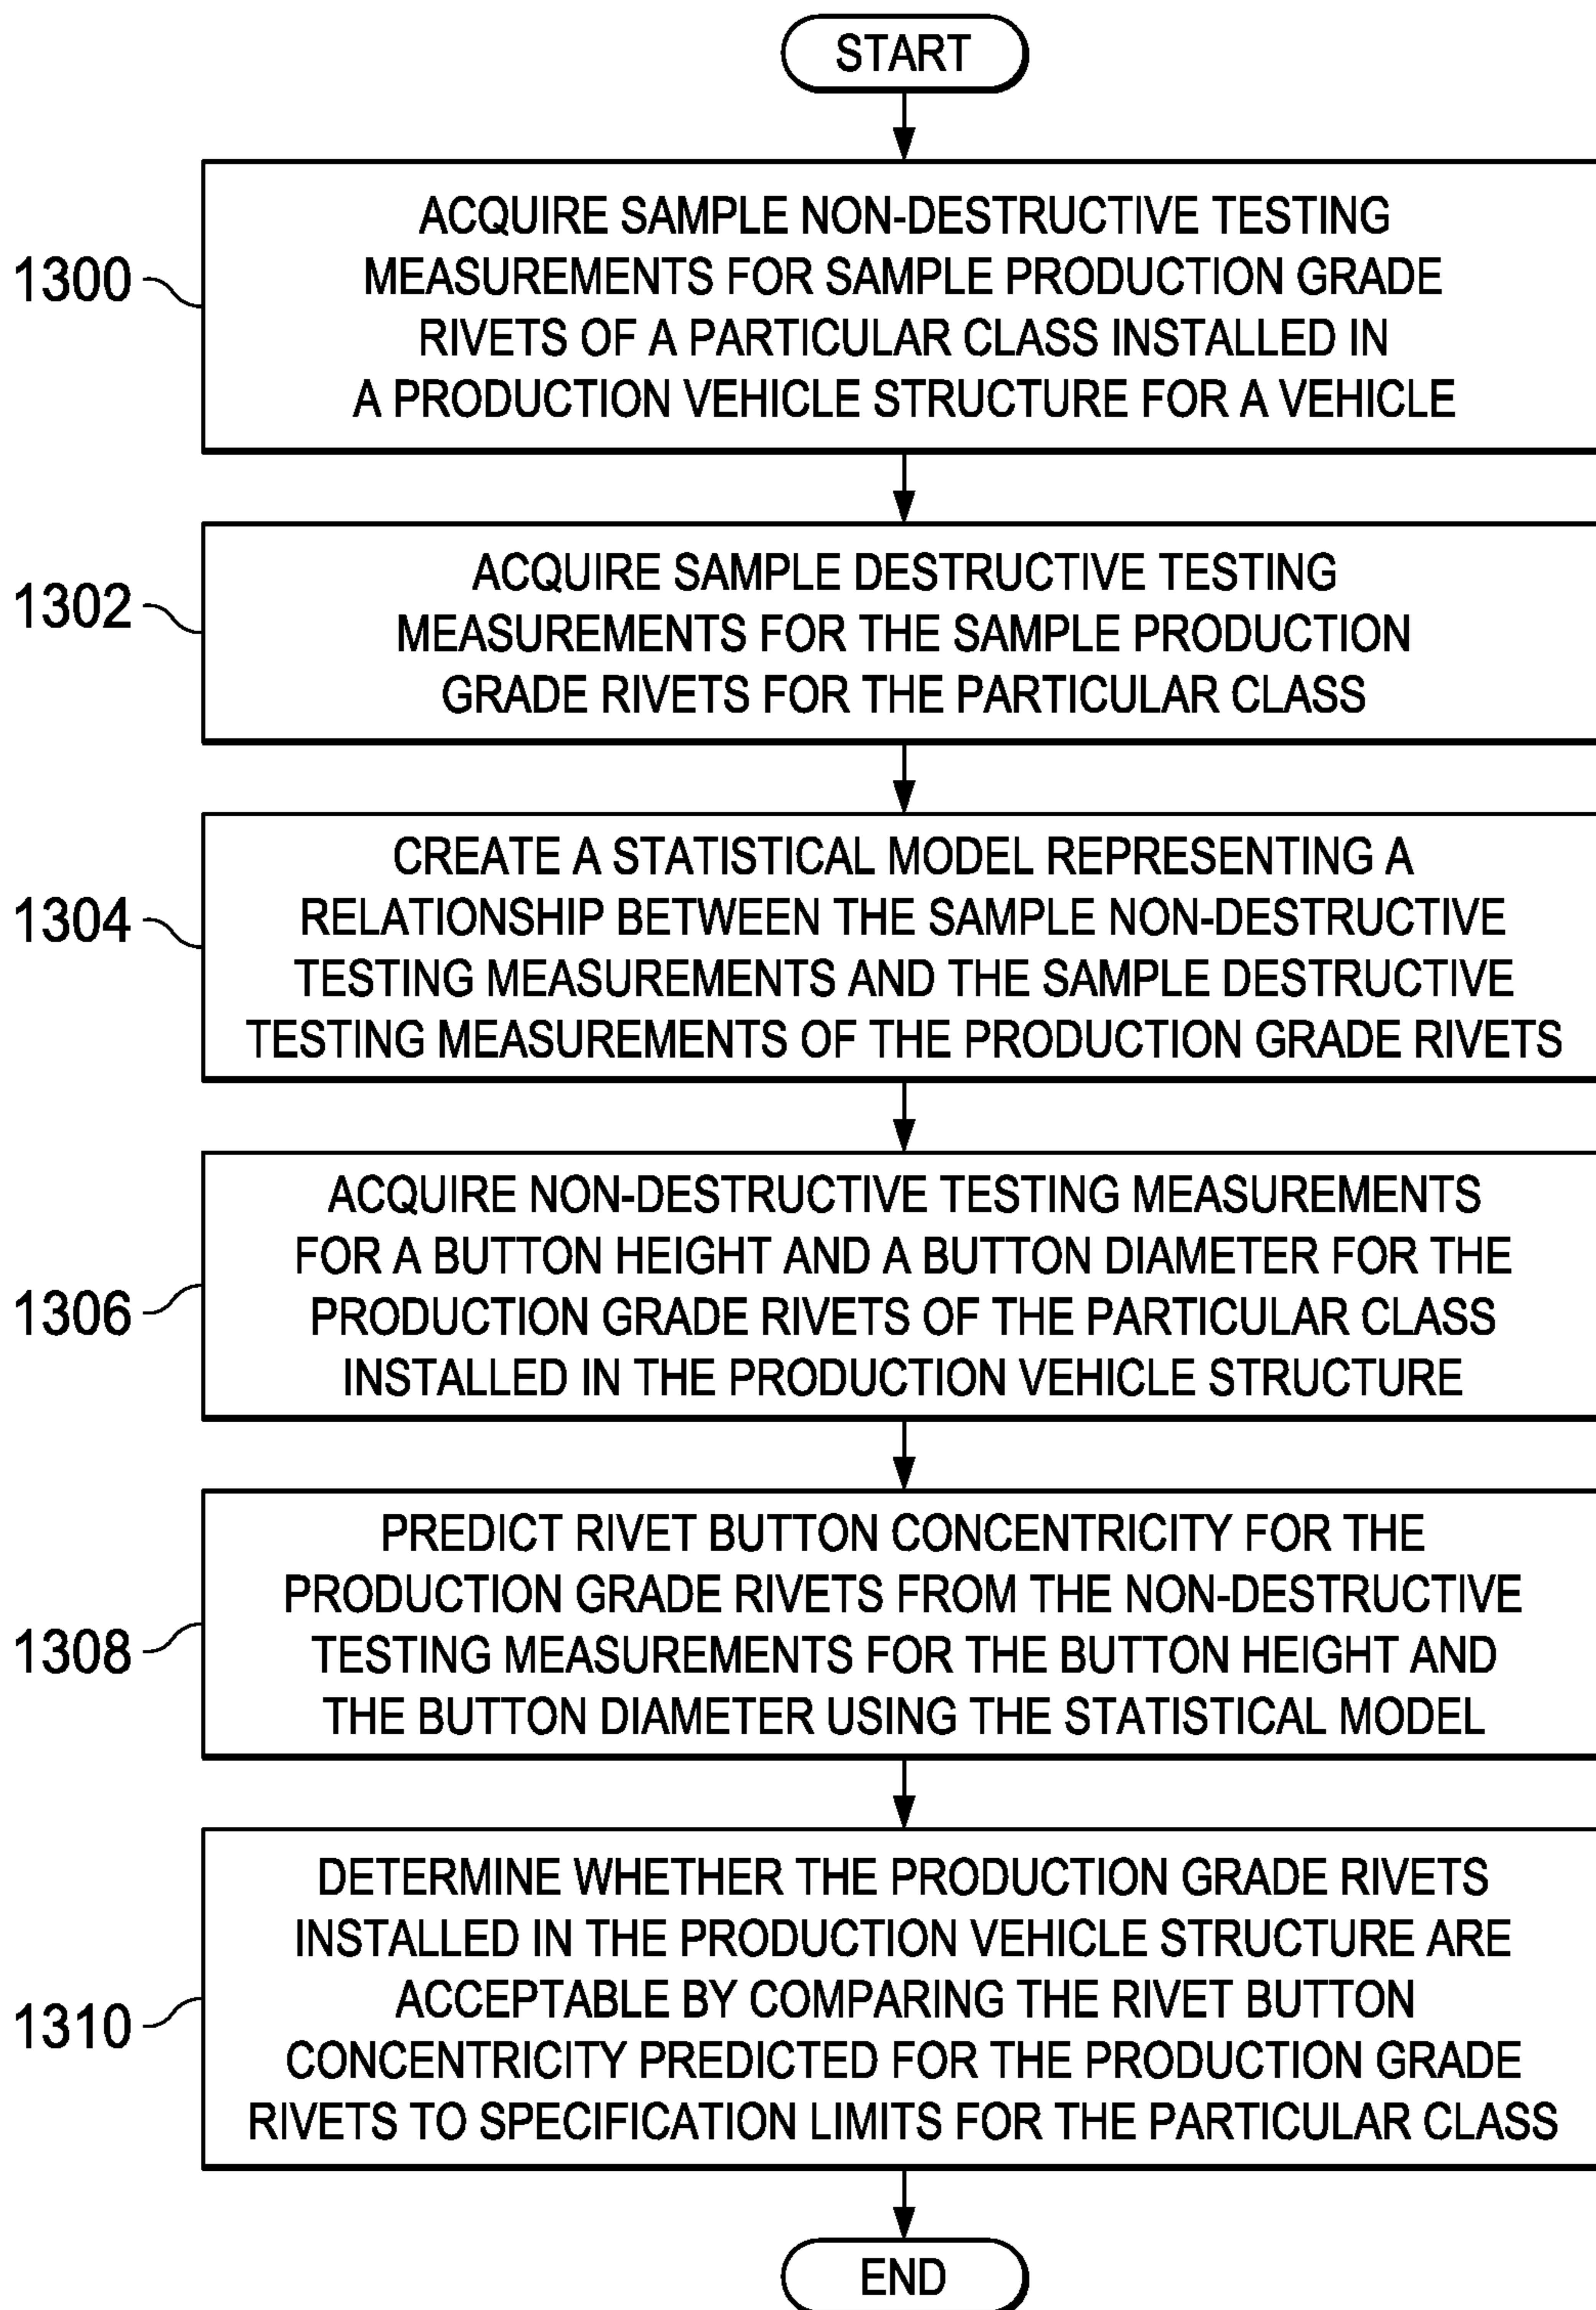 START
1300
ACQUIRE SAMPLE NON-DESTRUCTIVE TESTING
MEASUREMENTS FOR SAMPLE PRODUCTION GRADE
RIVETS OF A PARTICULAR CLASS INSTALLED IN
A PRODUCTION VEHICLE STRUCTURE FOR A VEHICLE
1302
ACQUIRE SAMPLE DESTRUCTIVE TESTING
MEASUREMENTS FOR THE SAMPLE PRODUCTION
GRADE RIVETS FOR THE PARTICULAR CLASS
1304
CREATE A STATISTICAL MODEL REPRESENTING A
RELATIONSHIP BETWEEN THE SAMPLE NON-DESTRUCTIVE
TESTING MEASUREMENTS AND THE SAMPLE DESTRUCTIVE
TESTING MEASUREMENTS OF THE PRODUCTION GRADE RIVETS
1306
ACQUIRE NON-DESTRUCTIVE TESTING MEASUREMENTS
FOR A BUTTON HEIGHT AND A BUTTON DIAMETER FOR THE
PRODUCTION GRADE RIVETS OF THE PARTICULAR CLASS
INSTALLED IN THE PRODUCTION VEHICLE STRUCTURE
1308
PREDICT RIVET BUTTON CONCENTRICITY FOR THE
PRODUCTION GRADE RIVETS FROM THE NON-DESTRUCTIVE
TESTING MEASUREMENTS FOR THE BUTTON HEIGHT AND
THE BUTTON DIAMETER USING THE STATISTICAL MODEL
1310
DETERMINE WHETHER THE PRODUCTION GRADE RIVETS
INSTALLED IN THE PRODUCTION VEHICLE STRUCTURE ARE
ACCEPTABLE BY COMPARING THE RIVET BUTTON
CONCENTRICITY PREDICTED FOR THE PRODUCTION GRADE
RIVETS TO SPECIFICATION LIMITS FOR THE PARTICULAR CLASS
END